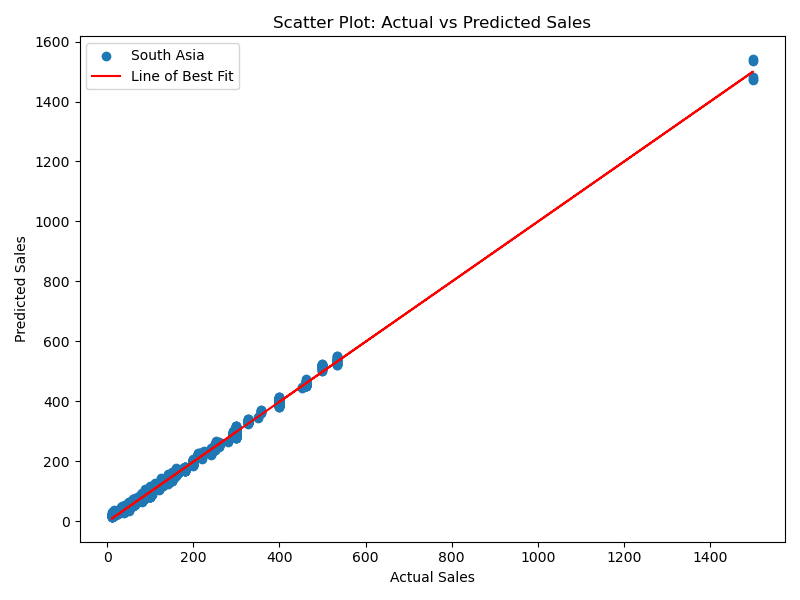 Scatter Plot: Actual vs Predicted Sales
South Asia
Line of Best Fit
1600
1400
1200
1000
800
600
400
200
0
Predicted Sales
0 200 400 600 800 1000 1200 1400
Actual Sales